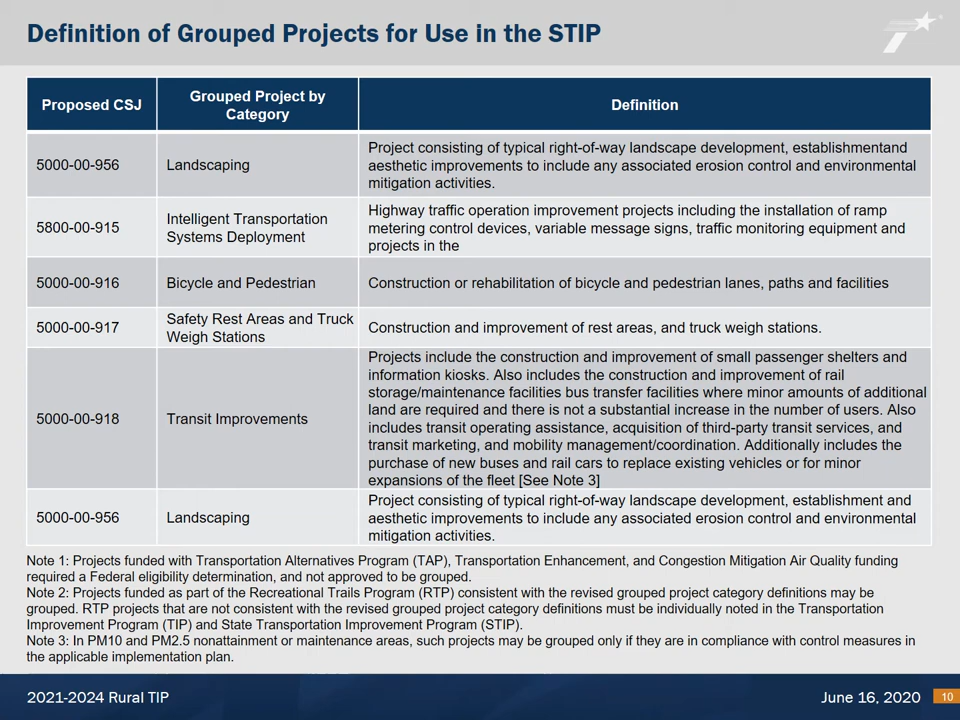 Definition of Grouped Projects for Use in the STIP
Proposed CSJ
Grouped Project by
Category
Definition
5000-00-956
Landscaping
Project consisting of typical right-of-way landscape development, establishmentand
aesthetic improvements to include any associated erosion control and environmental
mitigation activities.
5800-00-915
Intelligent Transportation
Systems Deployment
Highway traffic operation improvement projects including the installation of ramp
metering control devices, variable message signs, traffic monitoring equipment and
projects in the
5000-00-916
Bicycle and Pedestrian
Construction or rehabilitation of bicycle and pedestrian lanes, paths and facilities
5000-00-917
Safety Rest Areas and Truck
Weigh Stations
Construction and improvement of rest areas, and truck weigh stations.
5000-00-918
Transit Improvements
Projects include the construction and improvement of small passenger shelters and
information kiosks. Also includes the construction and improvement of rail
storage/maintenance facilities bus transfer facilities where minor amounts of additional
land are required and there is not a substantial increase in the number of users. Also
includes transit operating assistance, acquisition of third-party transit services, and
transit marketing, and mobility management/coordination. Additionally includes the
purchase of new buses and rail cars to replace existing vehicles or for minor
expansions of the fleet [See Note 3]
5000-00-956
Landscaping
Project consisting of typical right-of-way landscape development, establishment and
aesthetic improvements to include any associated erosion control and environmental
mitigation activities.
Note 1: Projects funded with Transportation Alternatives Program (TAP), Transportation Enhancement, and Congestion Mitigation Air Quality funding
required a Federal eligibility determination, and not approved to be grouped.
Note 2: Projects funded as part of the Recreational Trails Program (RTP) consistent with the revised grouped project category definitions may be
grouped. RTP projects that are not consistent with the revised grouped project category definitions must be individually noted in the Transportation
Improvement Program (TIP) and State Transportation Improvement Program (STIP).
Note 3: In PM10 and PM2.5 nonattainment or maintenance areas, such projects may be grouped only if they are in compliance with control measures in
the applicable implementation plan.
2021-2024 Rural TIP
June 16, 2020
10